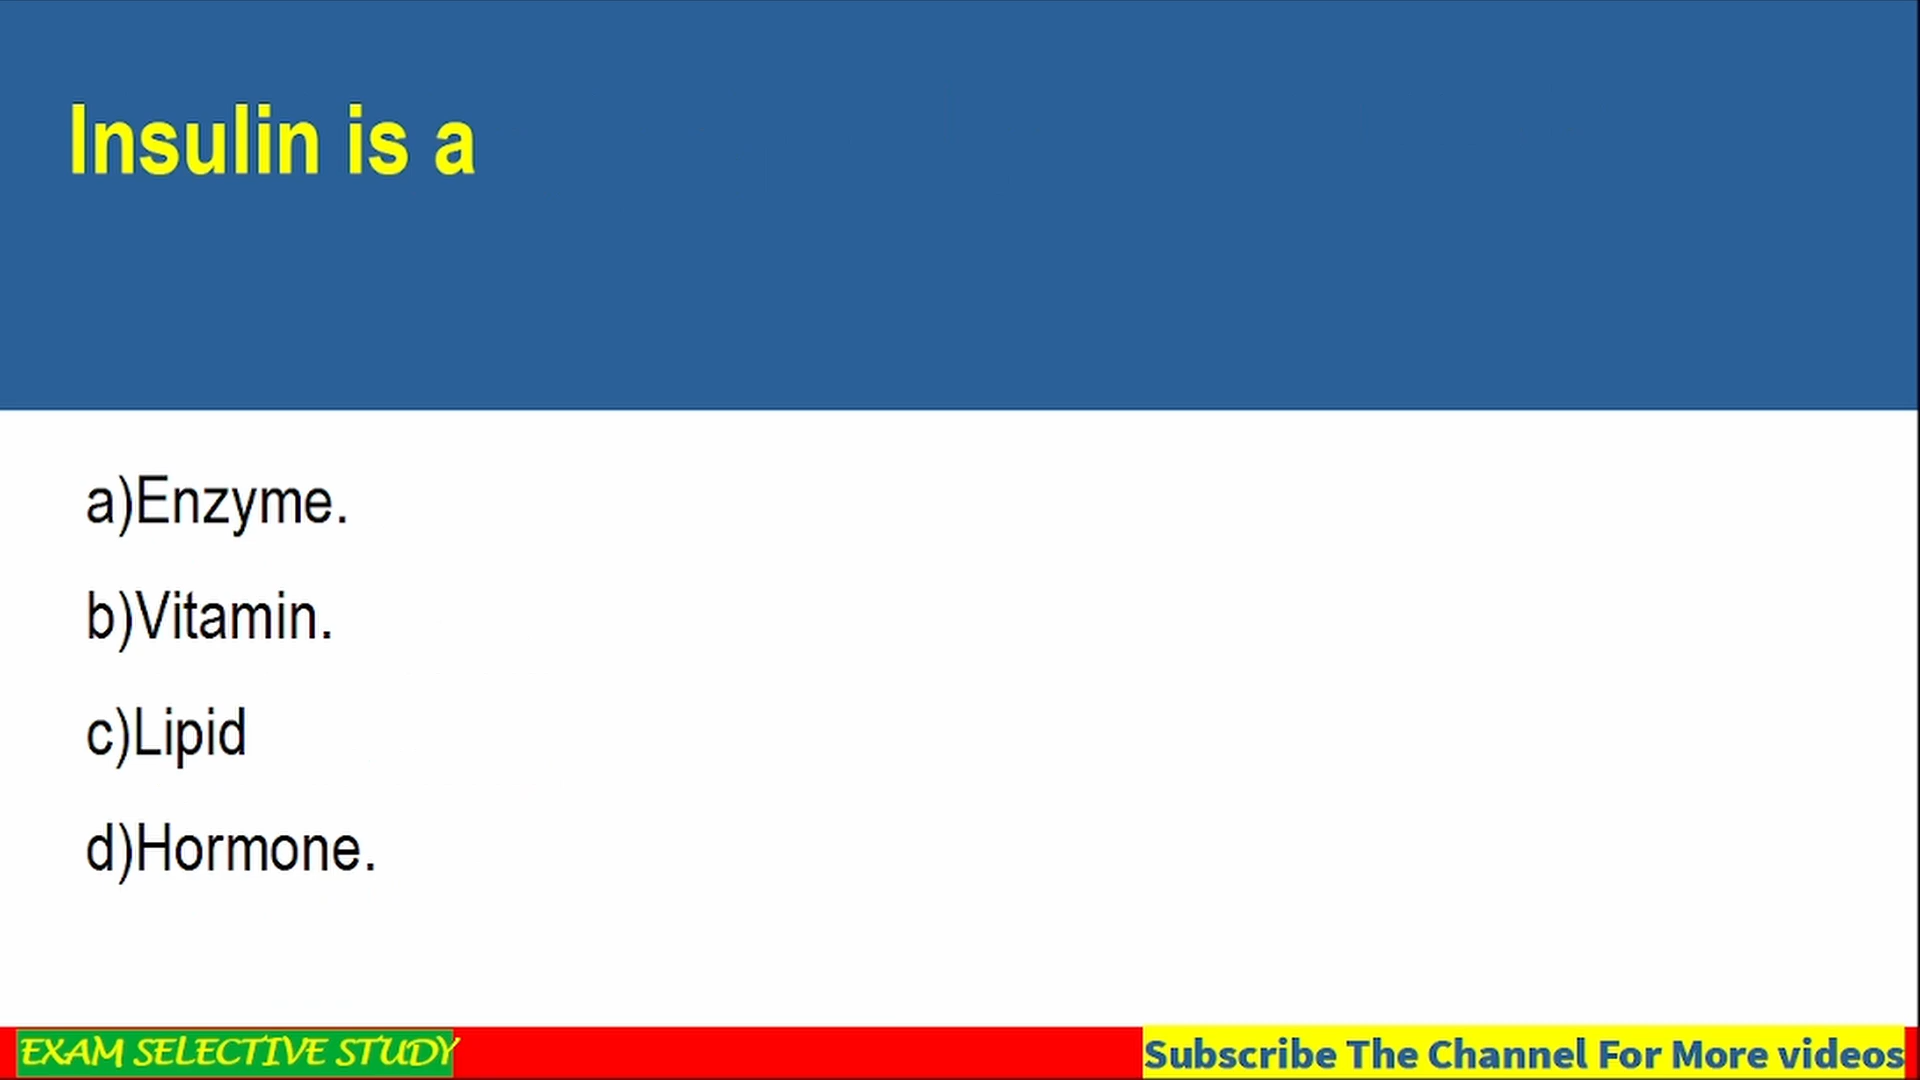 Insulin is a
a)Enzyme.
b)Vitamin.
c)Lipid
d)Hormone.
EXAM SELECTIVE STUDY
Subscribe The Channel For More videos